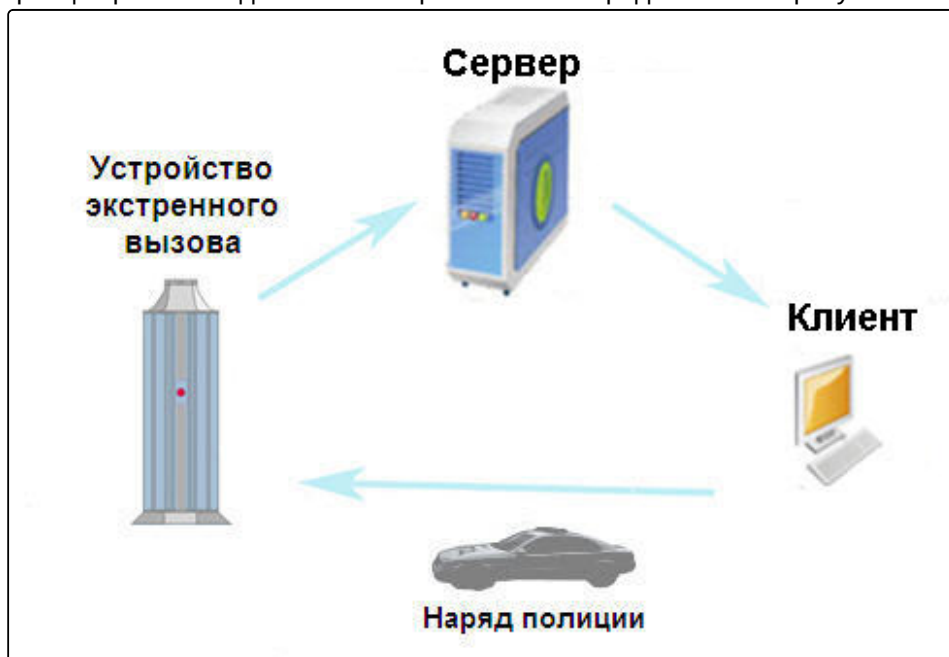 Сервер
Устройство
экстренного
вызова
Клиент
Наряд полиции